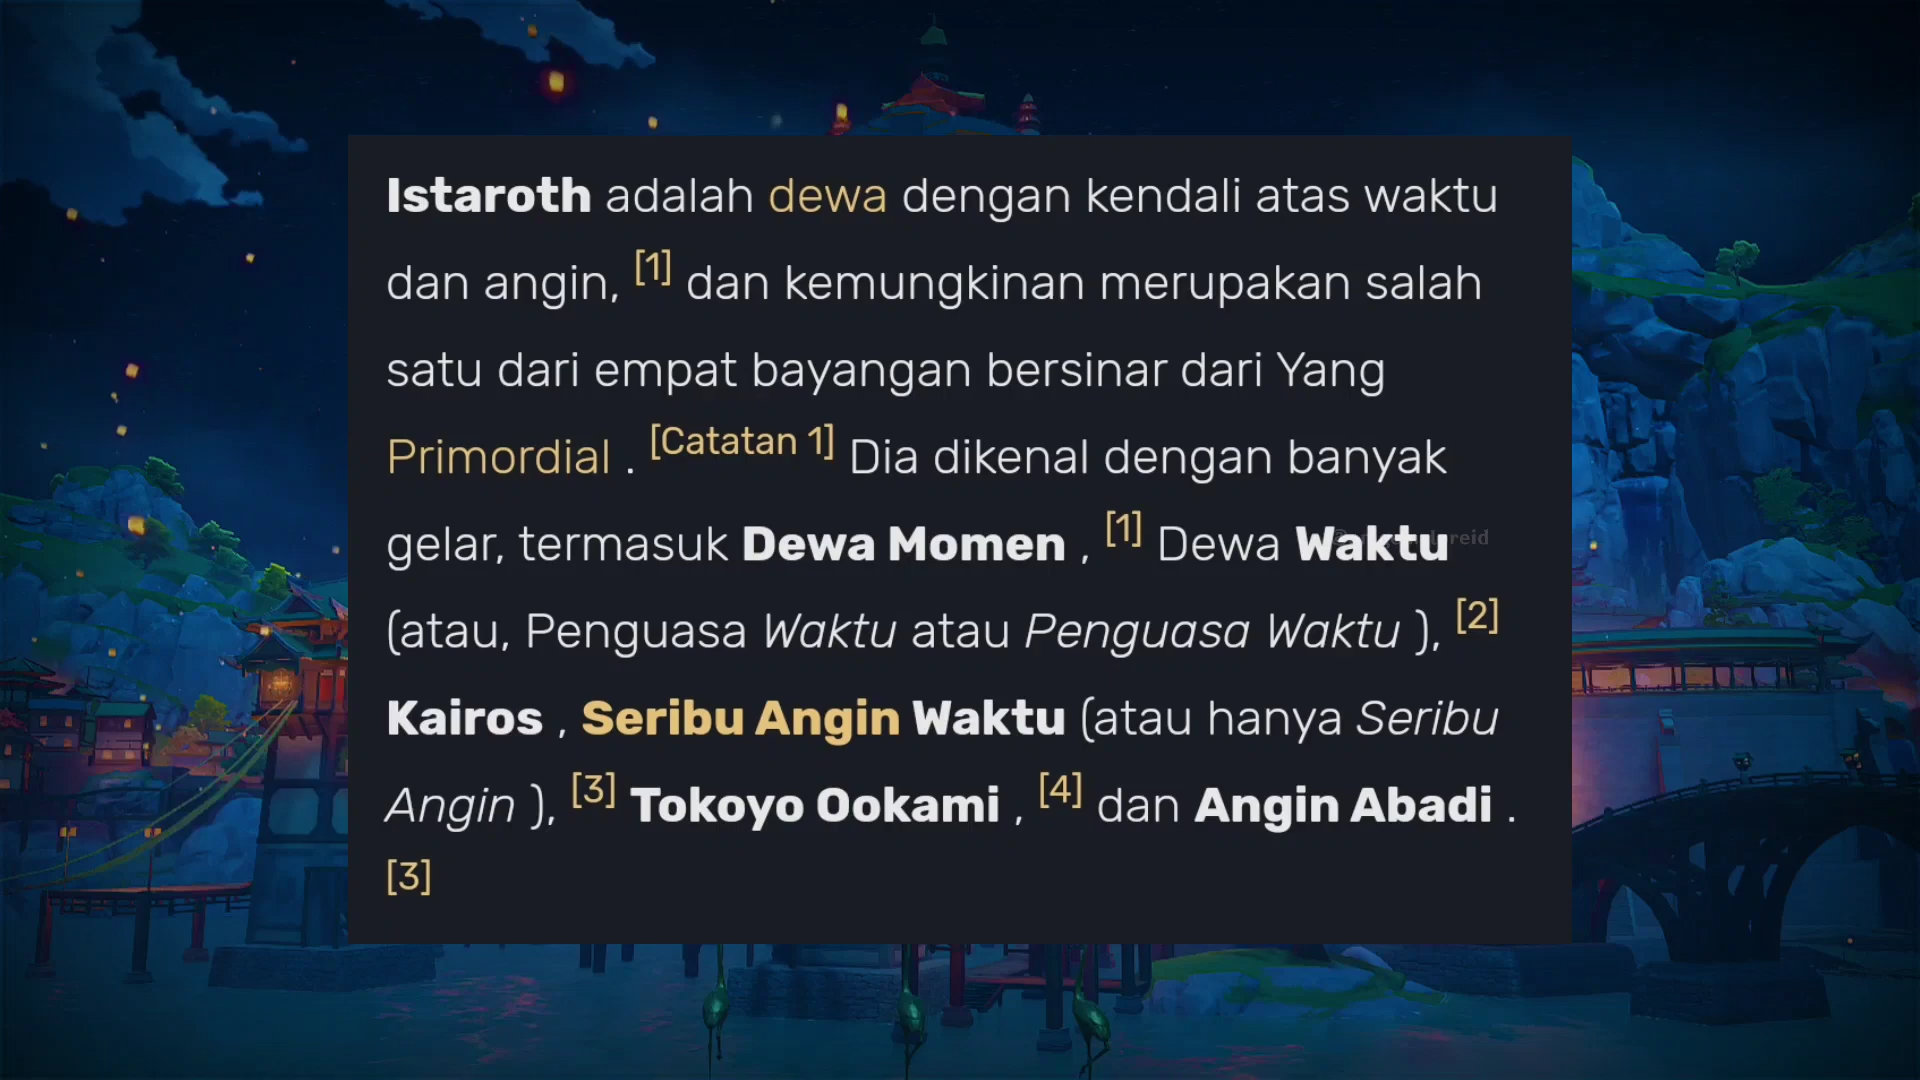 Istaroth adalah dewa dengan kendali atas waktu
dan angin, [1] dan kemungkinan merupakan salah
satu dari empat bayangan bersinar dari Yang
Primordial . [Catatan 1] Dia dikenal dengan banyak
gelar, termasuk Dewa Momen , [1] Dewa Waktu
(atau, Penguasa Waktu atau Penguasa Waktu ), [2]
Kairos , Seribu Angin Waktu (atau hanya Seribu
Angin ), [3] Tokoyo Ookami , [4] dan Angin Abadi .
[3]